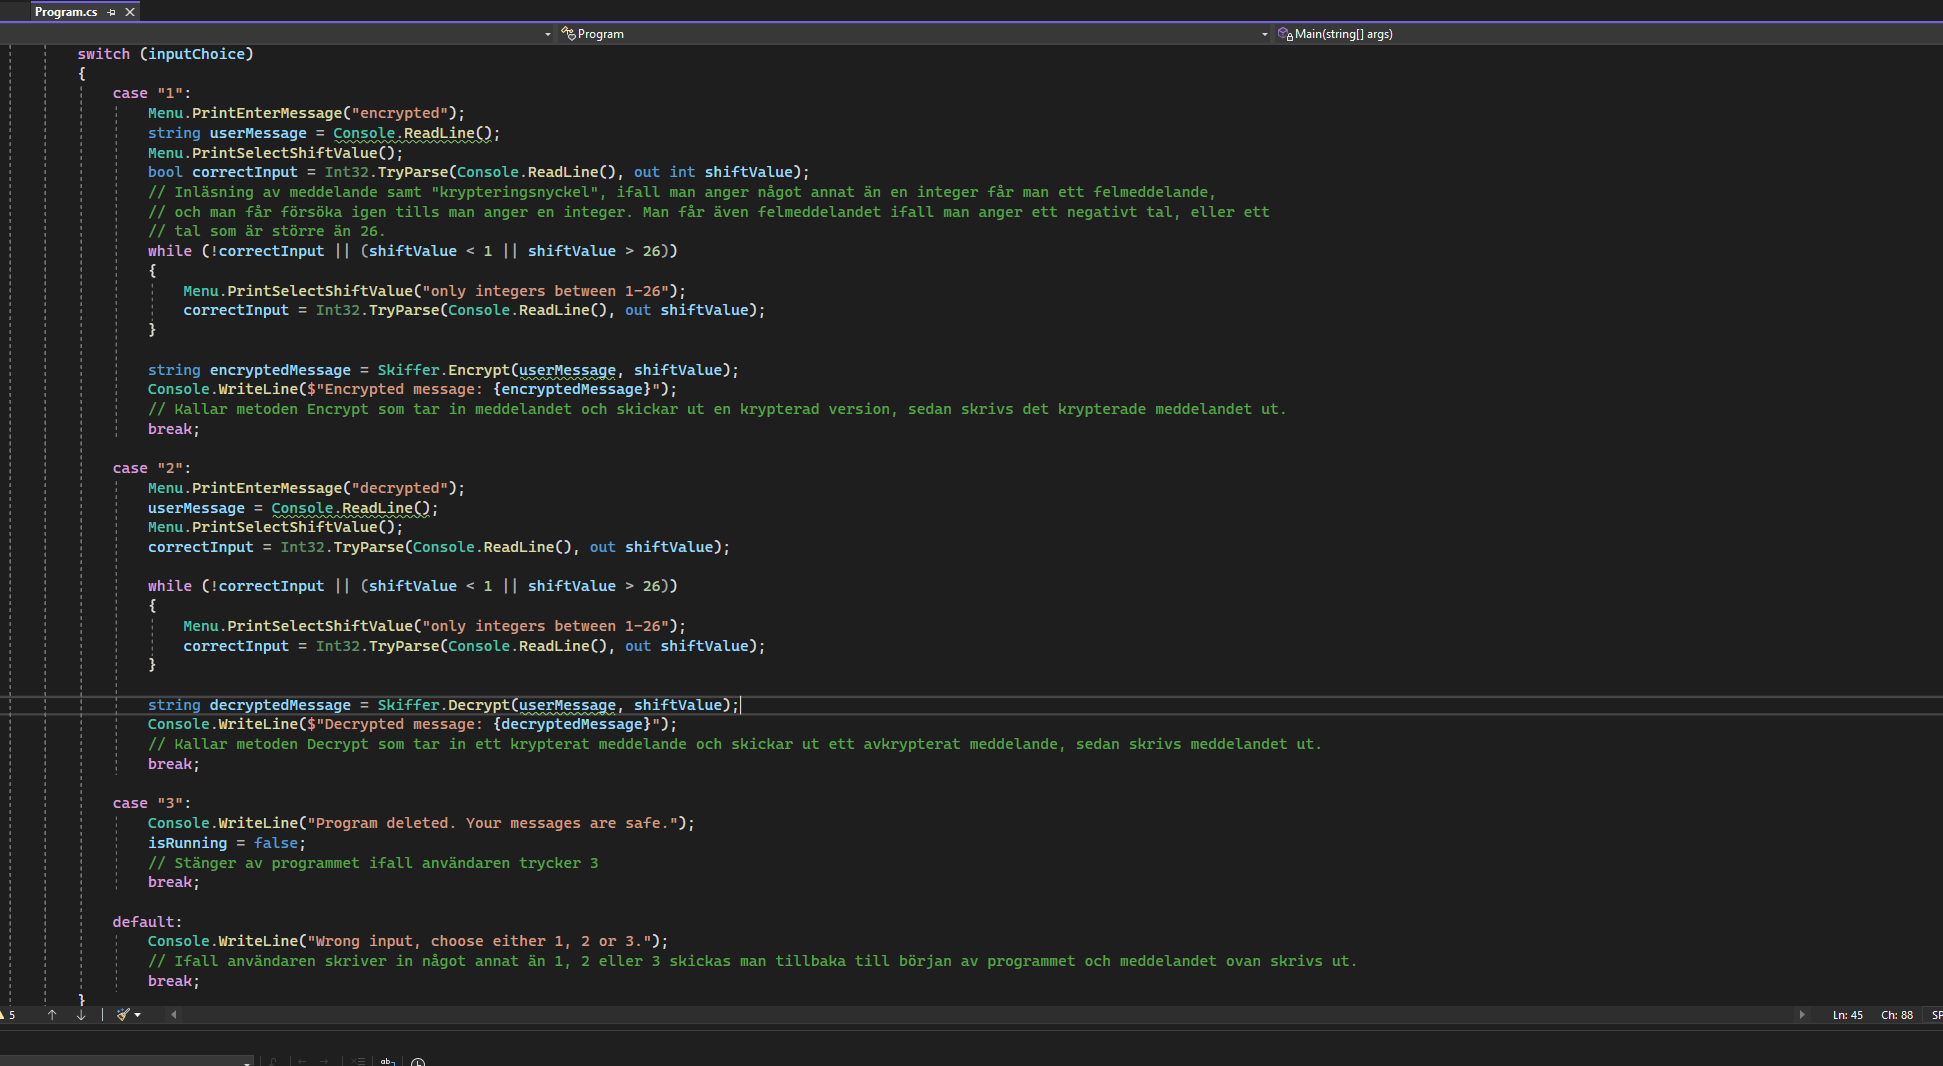 Program.cs
Program
Main(string[] args)
switch (inputChoice)
{
case "1":
Menu.PrintEnterMessage("encrypted");
string userMessage = Console.ReadLine();
Menu.PrintSelectShiftValue();
bool correctInput = Int32.TryParse(Console.ReadLine(), out int shiftValue);
// Inläsning av meddelande samt "krypteringsnyckel", ifall man anger något annat än en integer får man ett felmeddelande,
// och man får försöka igen tills man anger en integer. Man får även felmeddelandet ifall man anger ett negativt tal, eller ett
// tal som är större än 26.
while (!correctInput || (shiftValue < 1 || shiftValue > 26))
{
Menu.PrintSelectShiftValue("only integers between 1-26");
correctInput = Int32.TryParse(Console.ReadLine(), out shiftValue);
}
string encryptedMessage = Skiffer.Encrypt(userMessage, shiftValue);
Console.WriteLine($"Encrypted message: {encryptedMessage}");
// Kallar metoden Encrypt som tar in meddelandet och skickar ut en krypterad version, sedan skrivs det krypterade meddelandet ut.
break;
case "2":
Menu.PrintEnterMessage("decrypted");
userMessage = Console.ReadLine();
Menu.PrintSelectShiftValue();
correctInput = Int32.TryParse(Console.ReadLine(), out shiftValue);
while (!correctInput || (shiftValue < 1 || shiftValue > 26))
{
Menu.PrintSelectShiftValue("only integers between 1-26");
correctInput = Int32.TryParse(Console.ReadLine(), out shiftValue);
}
string decryptedMessage = Skiffer.Decrypt(userMessage, shiftValue);
Console.WriteLine($"Decrypted message: {decryptedMessage}");
// Kallar metoden Decrypt som tar in ett krypterat meddelande och skickar ut ett avkrypterat meddelande, sedan skrivs meddelandet ut.
break;
case "3":
Console.WriteLine("Program deleted. Your messages are safe.");
isRunning = false;
// Stänger av programmet ifall användaren trycker 3
break;
default:
Console.WriteLine("Wrong input, choose either 1, 2 or 3.");
// Ifall användaren skriver in något annat än 1, 2 eller 3 skickas man tillbaka till början av programmet och meddelandet ovan skrivs ut.
break;
}
5
Ln: 45 Ch: 88